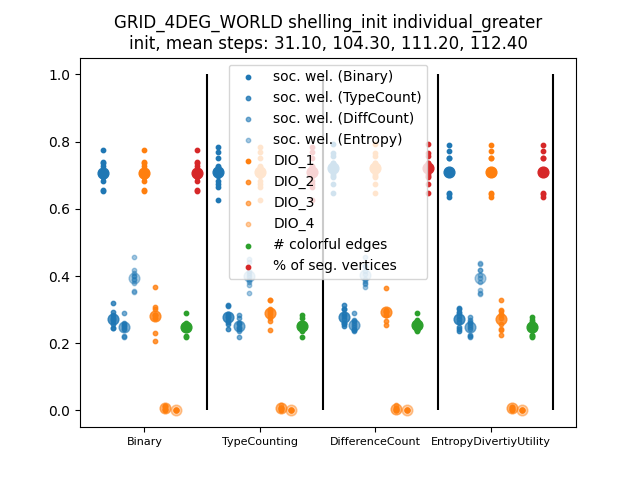 GRID_4DEG_WORLD shelling_init individual_greater
init, mean steps: 31.10, 104.30, 111.20, 112.40
1.0
0.8
0.6
0.4
0.2
0.0
soc. wel. (Binary)
soc. wel. (TypeCount)
soc. wel. (DiffCount)
soc. wel. (Entropy)
DIO_1
DIO_2
DIO_3
DIO_4
# colorful edges
% of seg. vertices
Binary
TypeCounting
DifferenceCount
EntropyDivertiyUtility